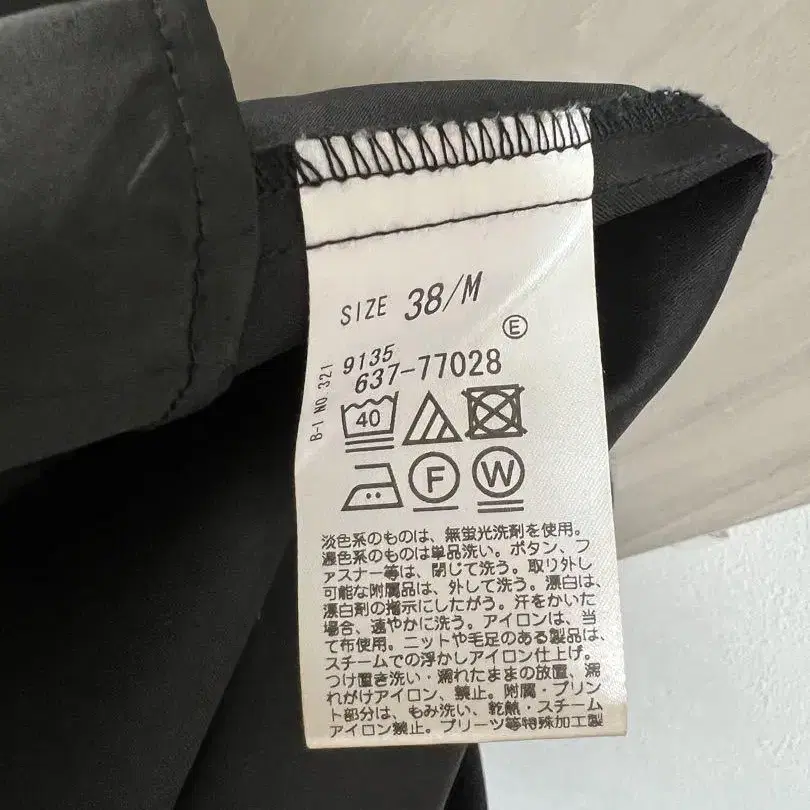 SIZE 38/M
E
9135
637-77028
B-1 NO.321
40
F W
淡色系のものは、無蛍光洗剤を使用。
濃色系のものは単品洗い。ボタン、フ
ァスナー等は、閉じて洗う。取り外し
可能な附属品は、外して洗う。漂白は、
漂白剤の指示にしたがう。汗をかいた
場合、速やかに洗う。アイロンは、当
て布使用。ニットや毛足のある製品は、
スチームでの浮かしアイロン仕上げ。
つけ置き洗い・濡れたままの放置、濡
れがけアイロン、禁止。附属・プリン
ト部分は、もみ洗い、乾燥・スチーム
アイロン禁止。プリーツ等特殊加工製